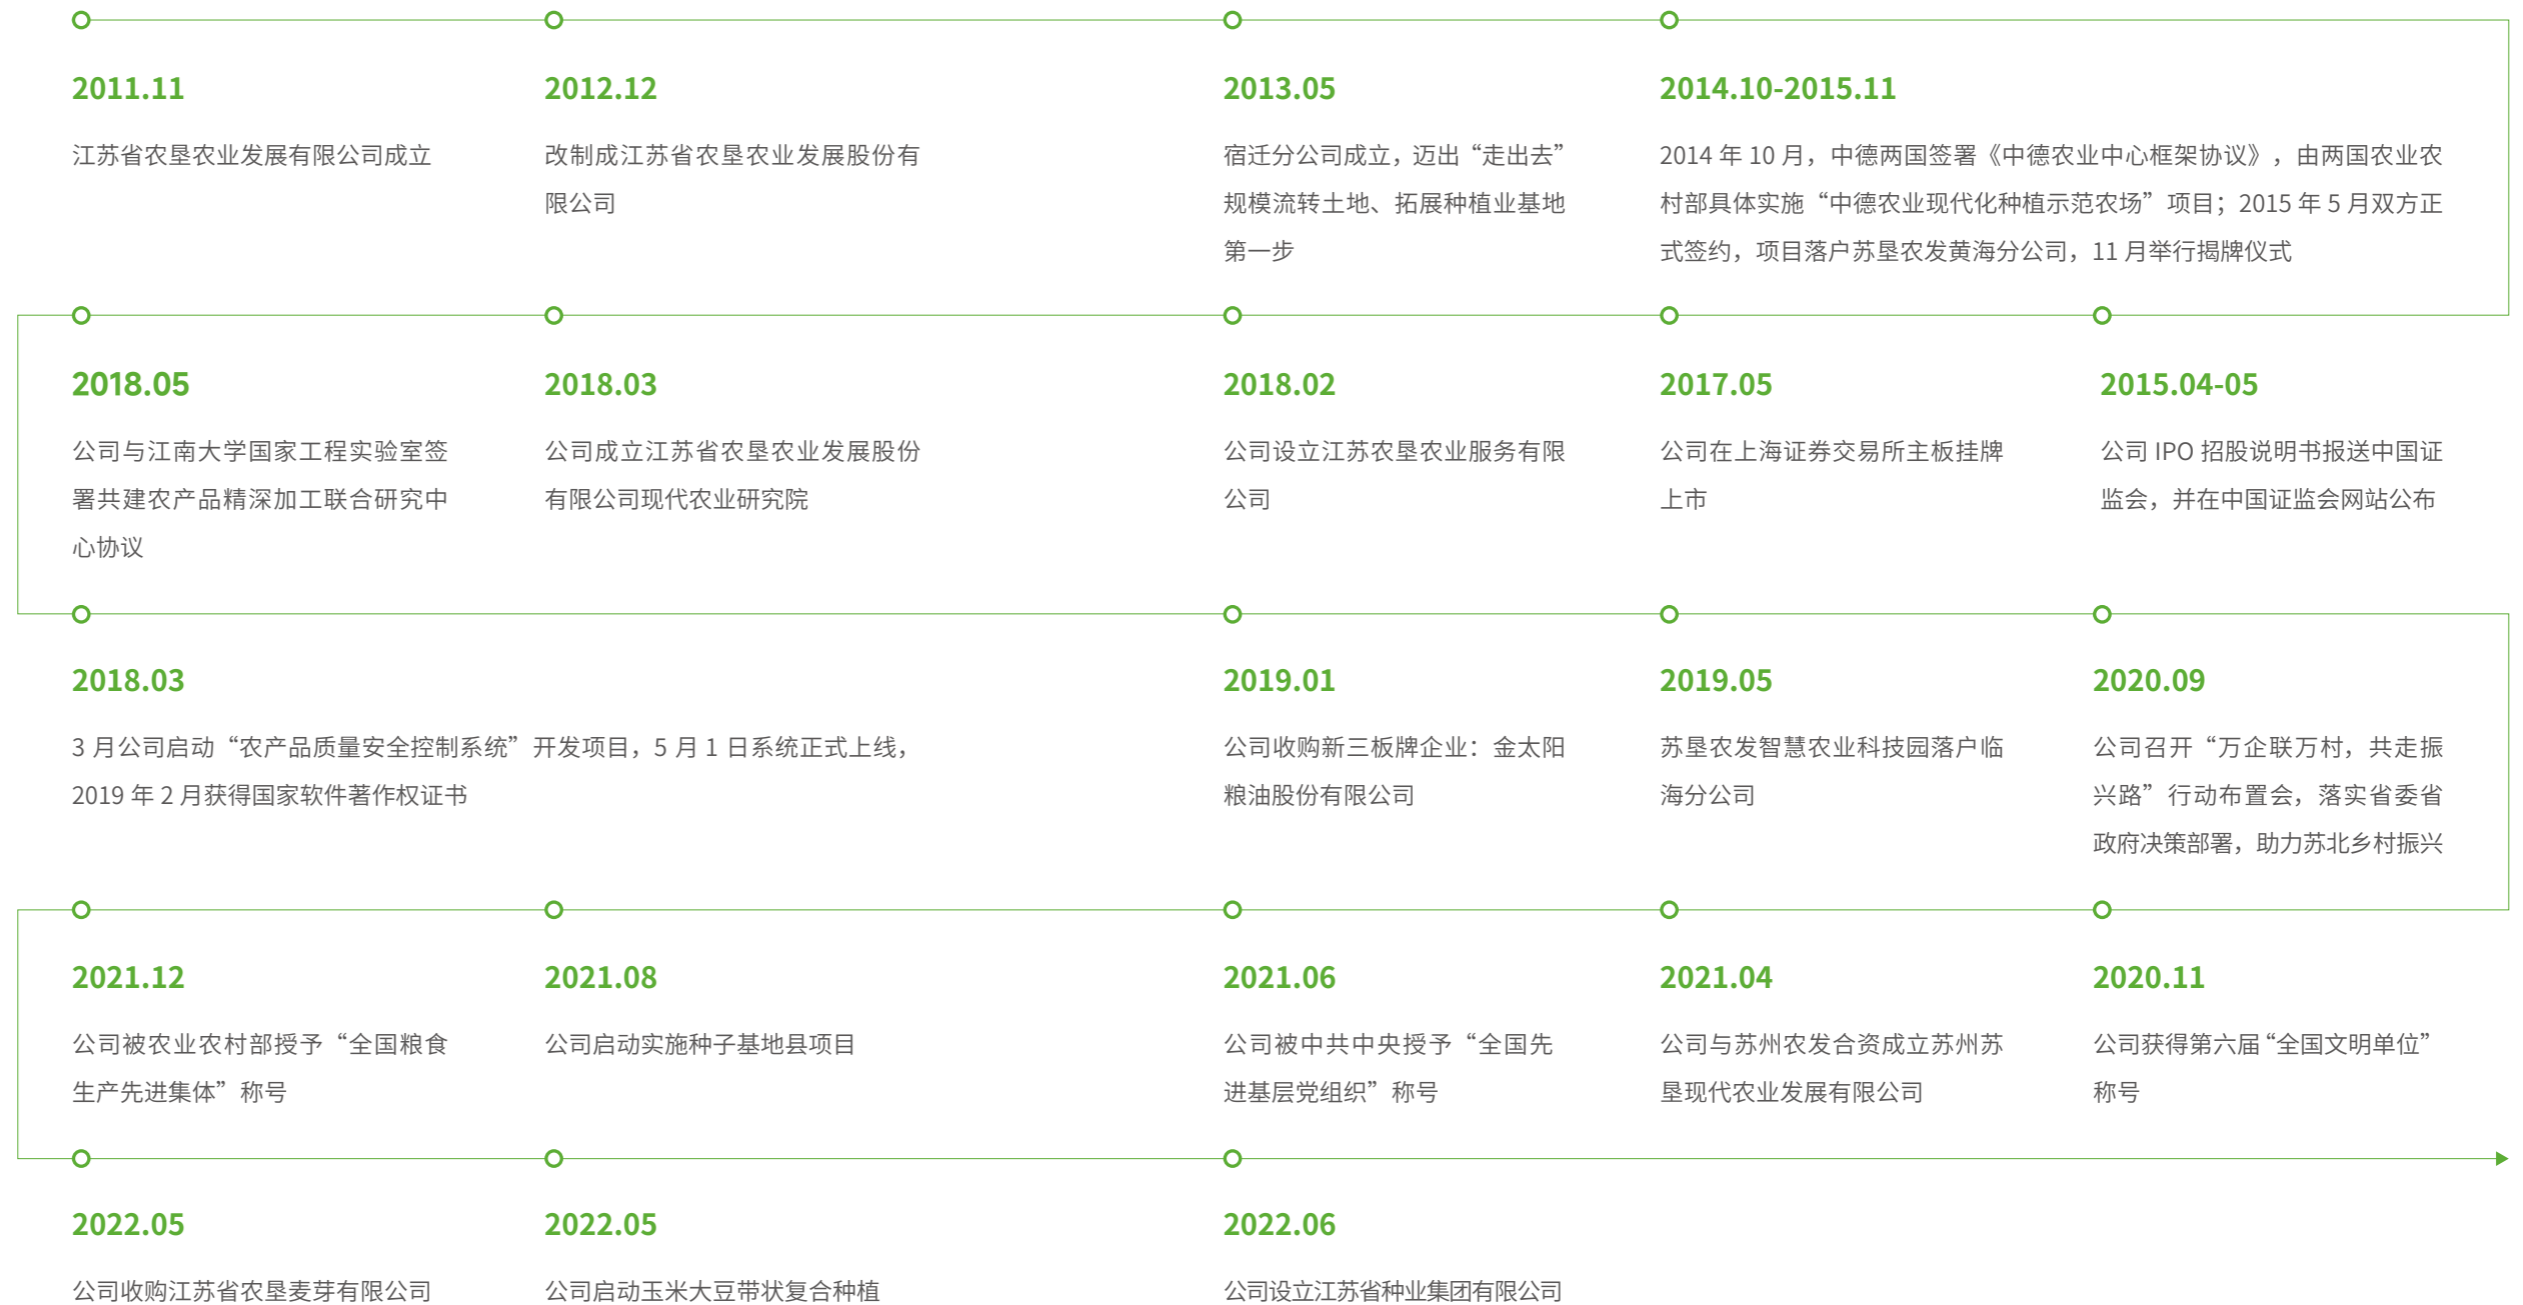 2011.11
江苏省农垦农业发展有限公司成立
2012.12
改制成江苏省农垦农业发展股份有
限公司
2013.05
宿迁分公司成立，迈出“走出去”
规模流转土地、拓展种植业基地
第一步
2014.10-2015.11
2014 年 10 月，中德两国签署《中德农业中心框架协议》，由两国农业农
村部具体实施“中德农业现代化种植示范农场”项目；2015 年 5 月双方正
式签约，项目落户苏垦农发黄海分公司，11 月举行揭牌仪式
2015.04-05
公司 IPO 招股说明书报送中国证
监会，并在中国证监会网站公布
2017.05
公司在上海证券交易所主板挂牌
上市
2018.02
公司设立江苏农垦农业服务有限
公司
2018.03
公司成立江苏省农垦农业发展股份
有限公司现代农业研究院
2018.05
公司与江南大学国家工程实验室签
署共建农产品精深加工联合研究中
心协议
2018.03
3 月公司启动“农产品质量安全控制系统”开发项目，5 月 1 日系统正式上线，
2019 年 2 月获得国家软件著作权证书
2019.01
公司收购新三板牌企业：金太阳
粮油股份有限公司
2019.05
苏垦农发智慧农业科技园落户临
海分公司
2020.09
公司召开“万企联万村，共走振
兴路”行动布置会，落实省委省
政府决策部署，助力苏北乡村振兴
2020.11
公司获得第六届“全国文明单位”
称号
2021.04
公司与苏州农发合资成立苏州苏
垦现代农业发展有限公司
2021.06
公司被中共中央授予“全国先
进基层党组织”称号
2021.08
公司启动实施种子基地县项目
2021.12
公司被农业农村部授予“全国粮食
生产先进集体”称号
2022.05
公司收购江苏省农垦麦芽有限公司
2022.05
公司启动玉米大豆带状复合种植
2022.06
公司设立江苏省种业集团有限公司